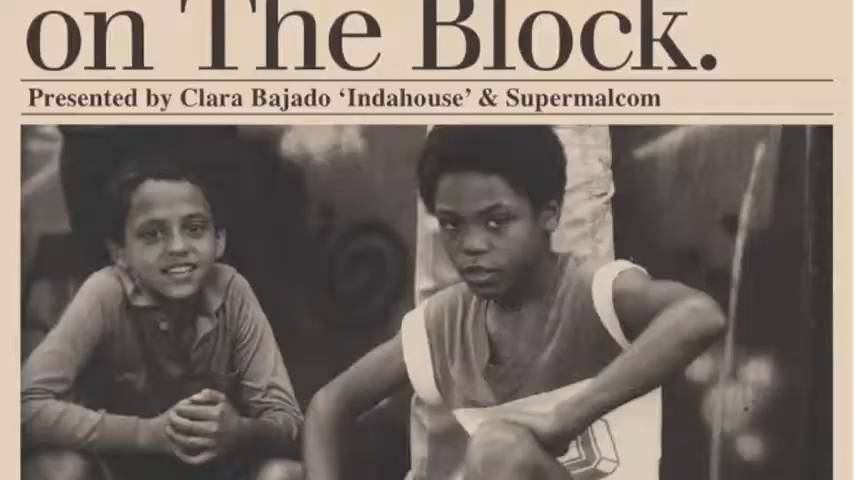 on The Block.
Presented by Clara Bajado ‘Indahouse’ & Supermalcom